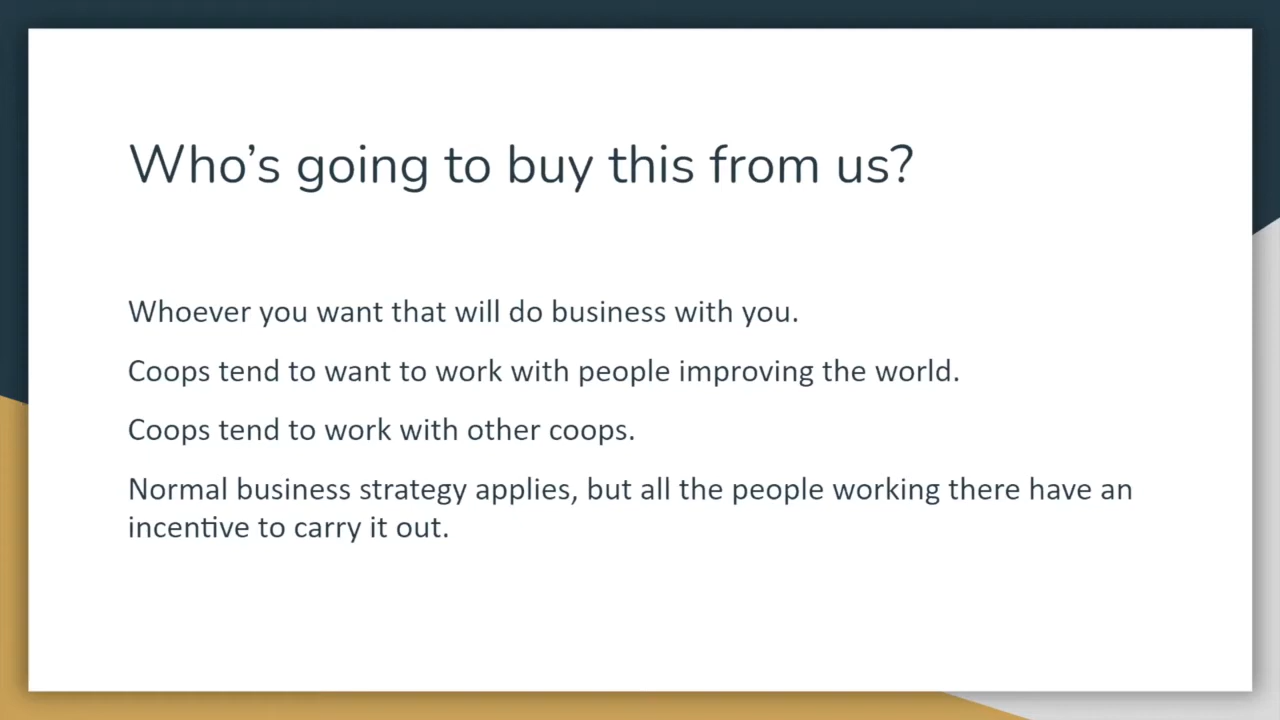 Who’s going to buy this from us?
Whoever you want that will do business with you.
Coops tend to want to work with people improving the world.
Coops tend to work with other coops.
Normal business strategy applies, but all the people working there have an
incentive to carry it out.